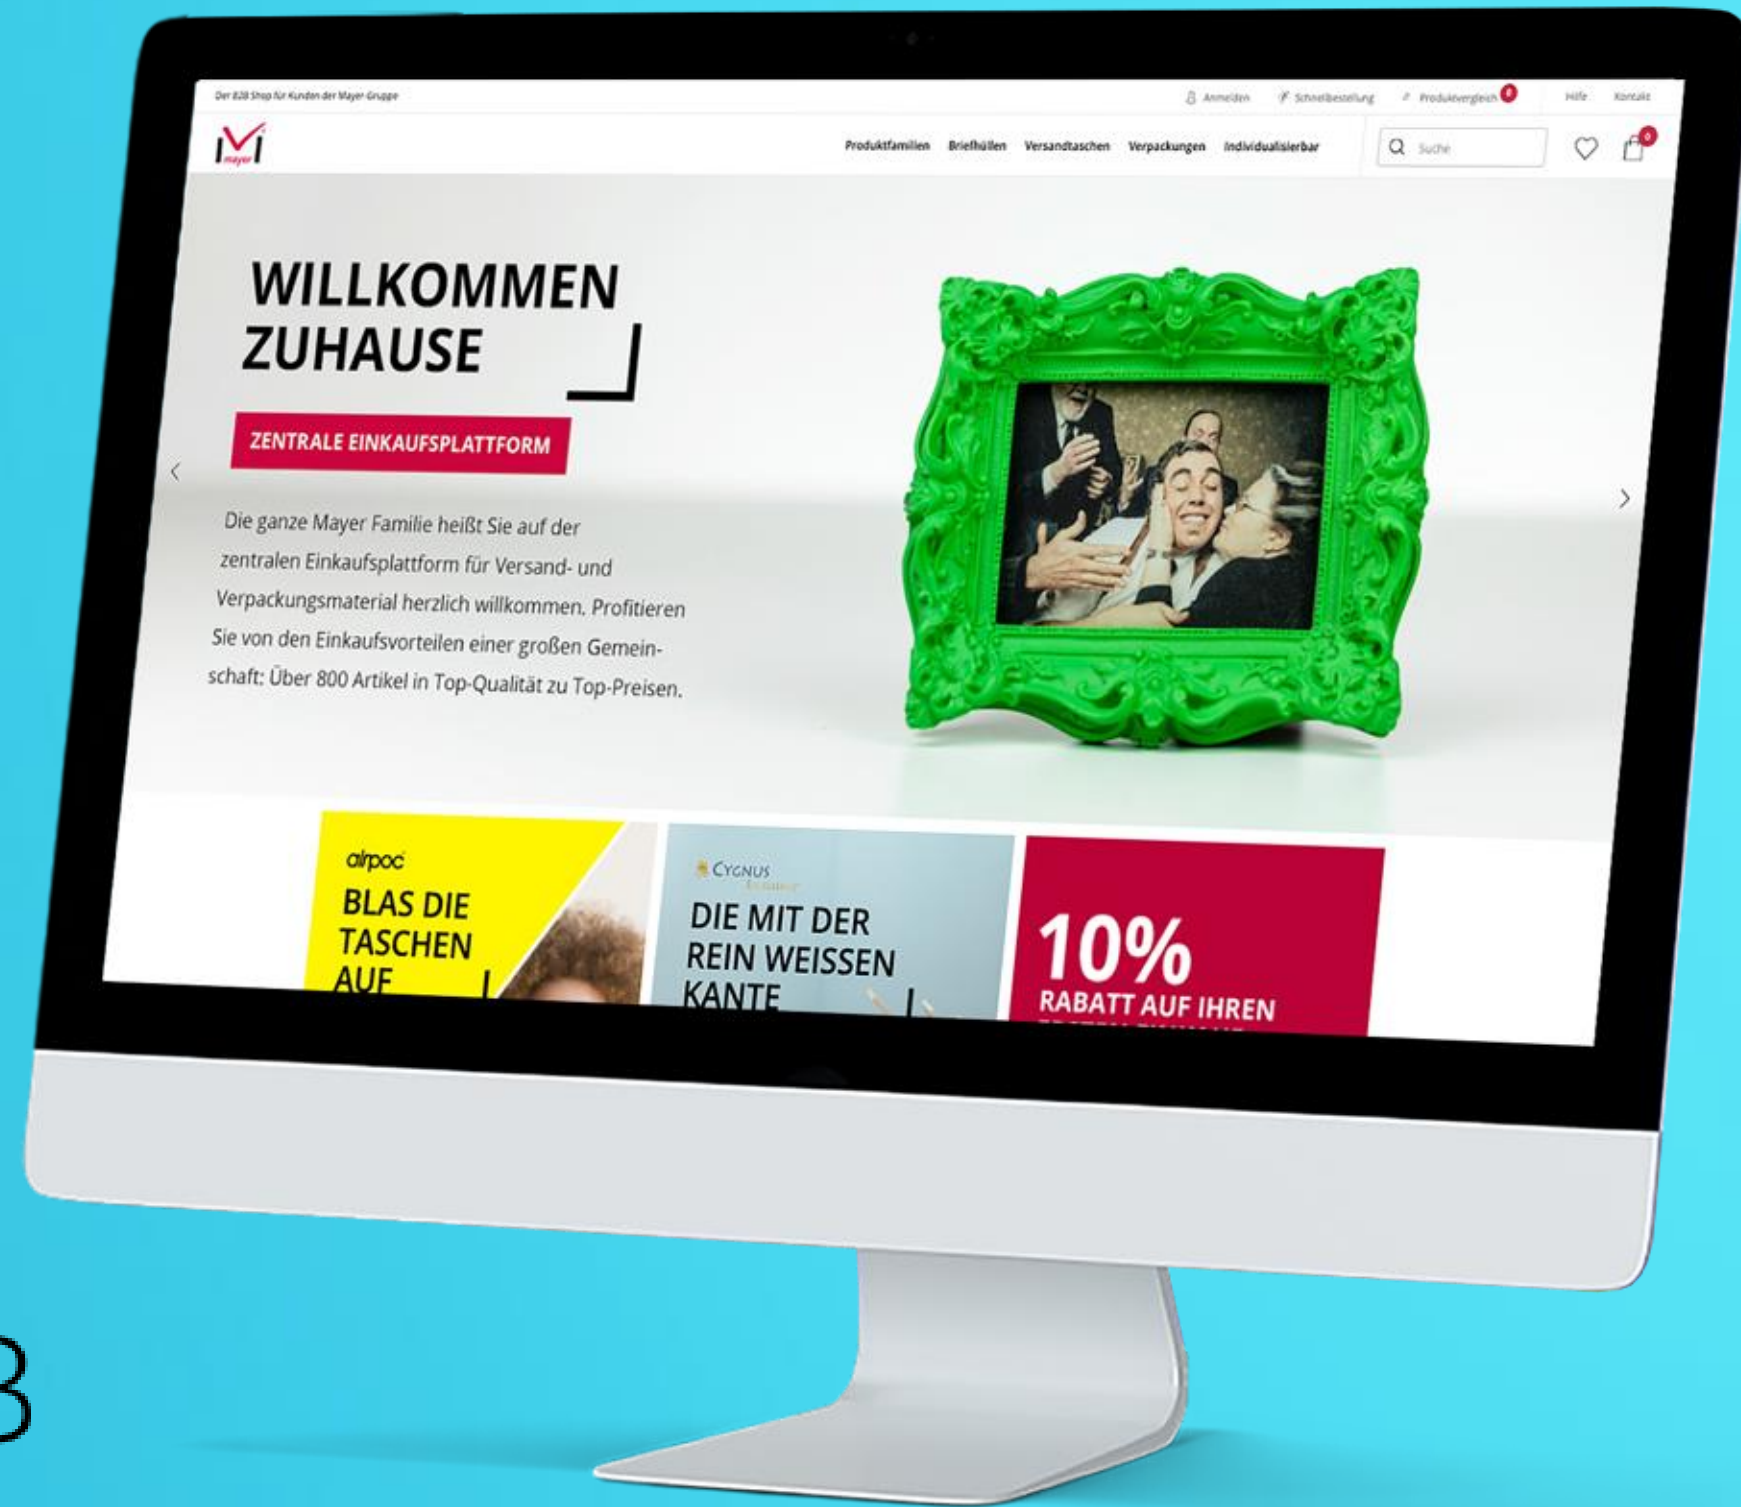 Der B2B Shop für Kunden der Mayer-Gruppe
Anmelden Schnellbestellung Produktvergleich 0 Hilfe Kontakt
mayer
Produktfamilien Briefhüllen Versandtaschen Verpackungen Individualisierbar Suche 0
WILLKOMMEN
ZUHAUSE
ZENTRALE EINKAUFSPLATTFORM
Die ganze Mayer Familie heißt Sie auf der
zentralen Einkaufsplattform für Versand- und
Verpackungsmaterial herzlich willkommen. Profitieren
Sie von den Einkaufsvorteilen einer großen Gemein-
schaft: Über 800 Artikel in Top-Qualität zu Top-Preisen.
airpoc
BLAS DIE
TASCHEN
AUF
CYGNUS
DIE MIT DER
REIN WEISSEN
KANTE
10%
RABATT AUF IHREN